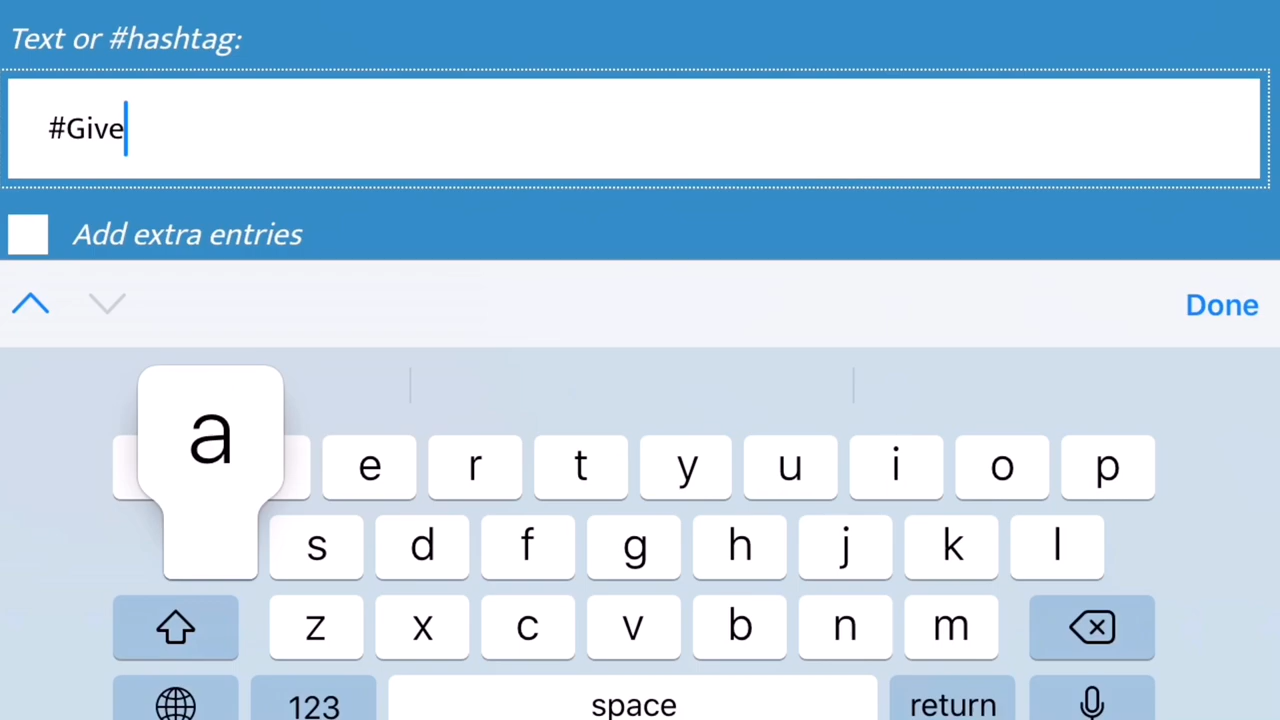 Text or #hashtag:
#Give
Add extra entries
Done
a
e r t y u i o p
s d f g h j k l
z x c v b n m
123 space return